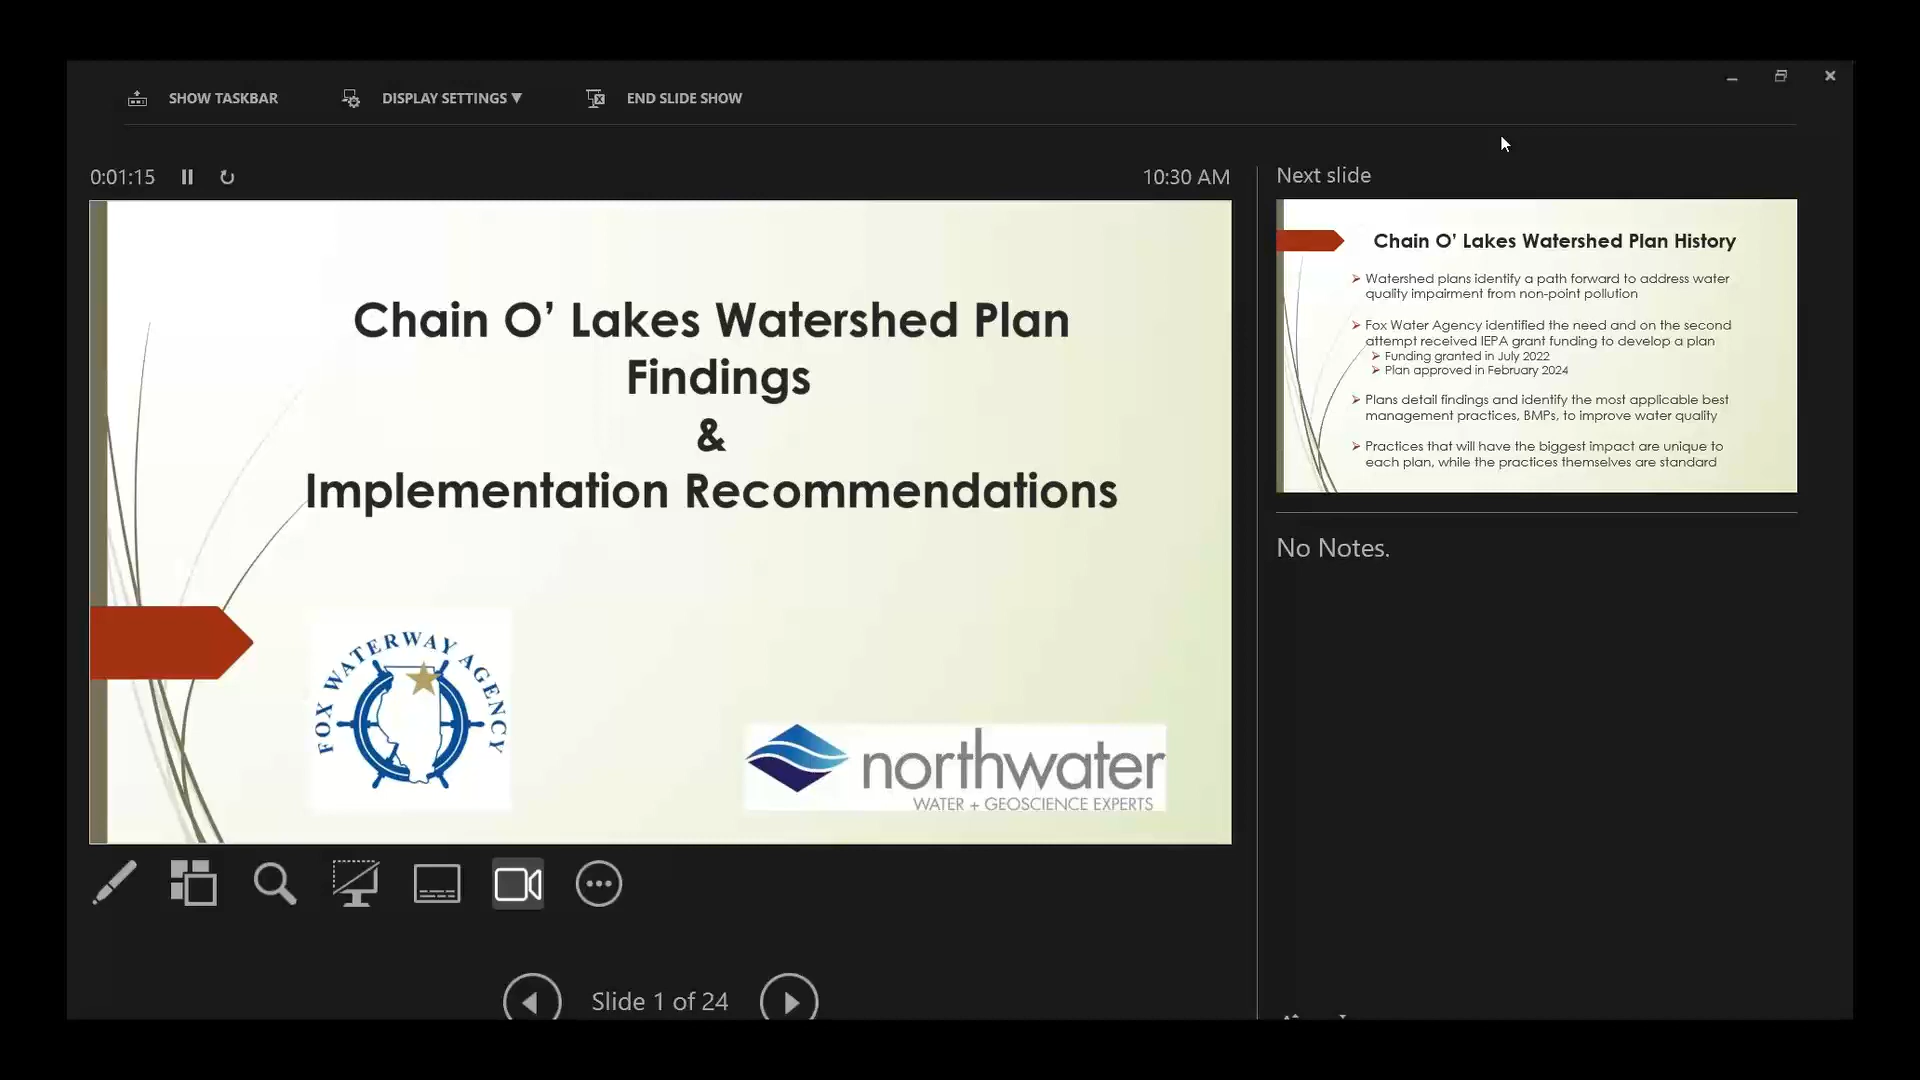 SHOW TASKBAR
DISPLAY SETTINGS ▼
END SLIDE SHOW
0:01:15
10:30 AM
Chain O’ Lakes Watershed Plan
Findings
&
Implementation Recommendations
FOX WATERWAY AGENCY
northwater
WATER + GEOSCIENCE EXPERTS
Slide 1 of 24
Next slide
Chain O’ Lakes Watershed Plan History
➢ Watershed plans identify a path forward to address water
quality impairment from non-point pollution
➢ Fox Water Agency identified the need and on the second
attempt received IEPA grant funding to develop a plan
➢ Funding granted in July 2022
➢ Plan approved in February 2024
➢ Plans detail findings and identify the most applicable best
management practices, BMPs, to improve water quality
➢ Practices that will have the biggest impact are unique to
each plan, while the practices themselves are standard
No Notes.